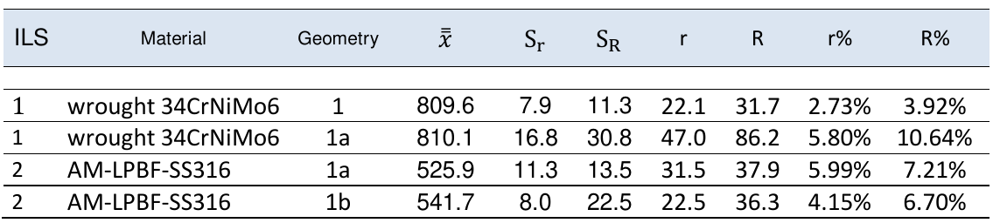 ILS Material Geometry x̿ Sr SR r R r% R%
1 wrought 34CrNiMo6 1 809.6 7.9 11.3 22.1 31.7 2.73% 3.92%
1 wrought 34CrNiMo6 1a 810.1 16.8 30.8 47.0 86.2 5.80% 10.64%
2 AM-LPBF-SS316 1a 525.9 11.3 13.5 31.5 37.9 5.99% 7.21%
2 AM-LPBF-SS316 1b 541.7 8.0 22.5 22.5 36.3 4.15% 6.70%